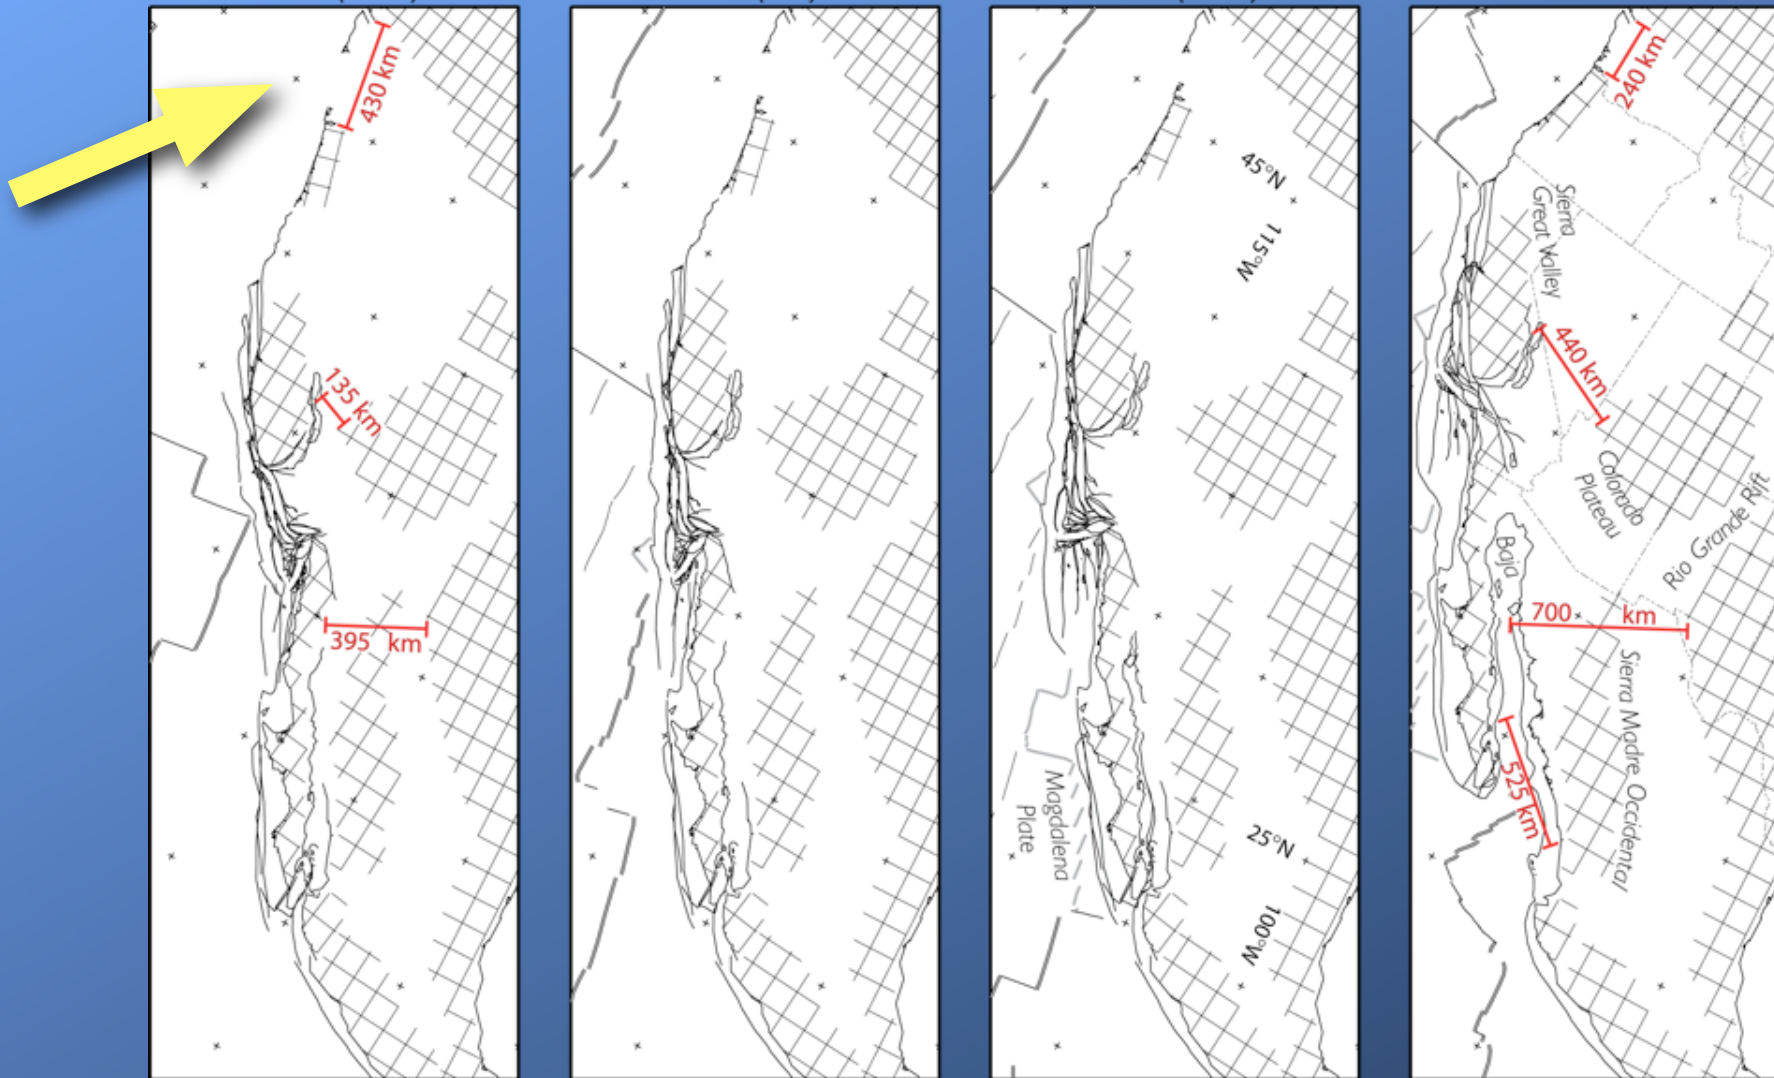 430 km
135 km
395 km
45°N
115°W
Magdalena
Plate
25°N
100°W
240 km
Sierra
Great Valley
440 km
Colorado
Plateau
Rio Grande Rift
Baja
700 km
Sierra Madre Occidental
525 km